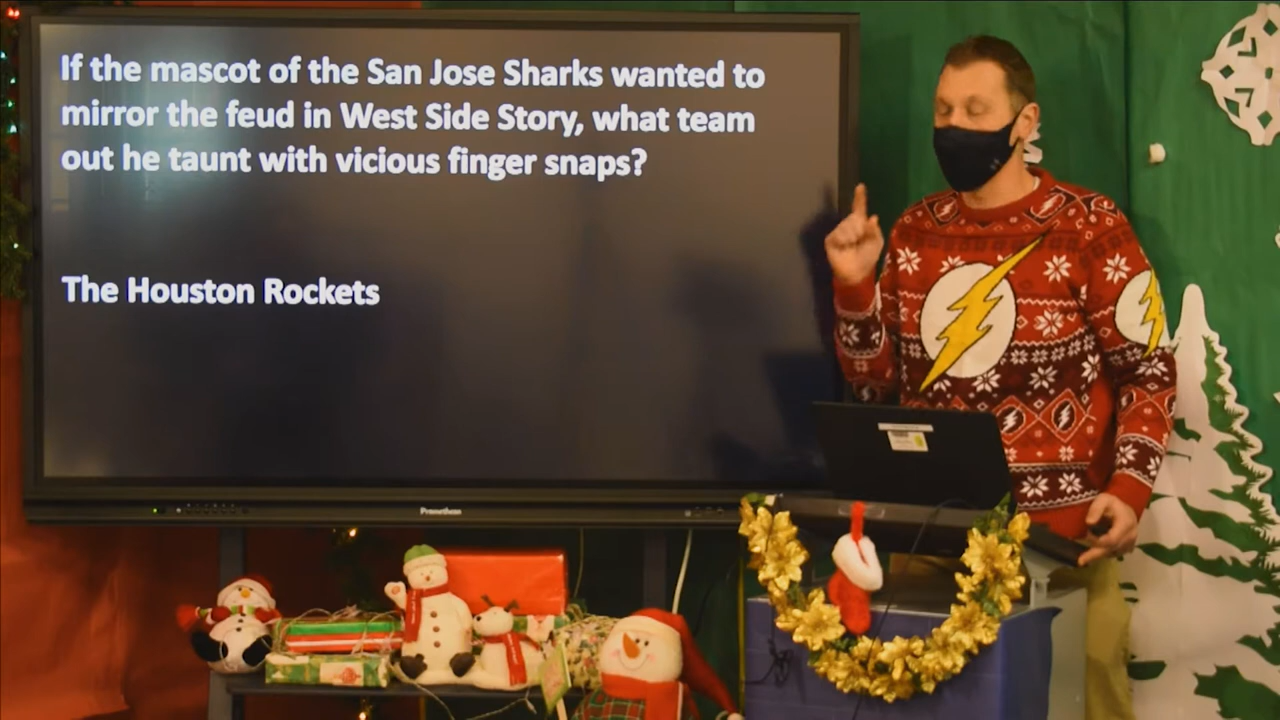 If the mascot of the San Jose Sharks wanted to
mirror the feud in West Side Story, what team
out he taunt with vicious finger snaps?
The Houston Rockets
Promethean